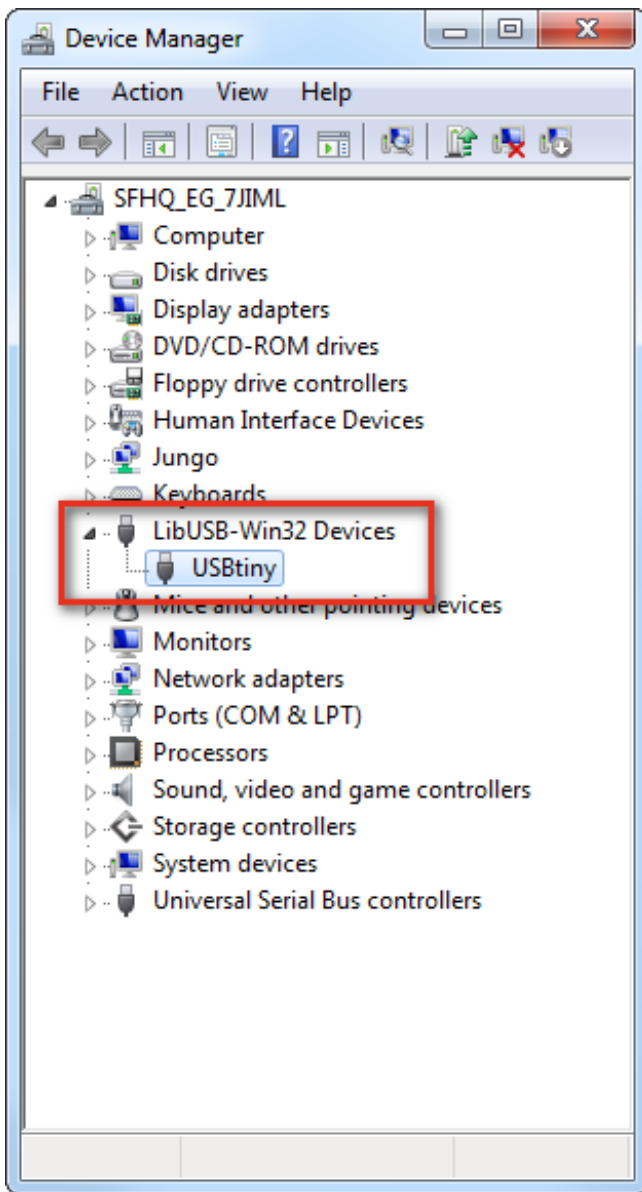 Device Manager
File Action View Help
SFHQ_EG_7JIML
Computer
Disk drives
Display adapters
DVD/CD-ROM drives
Floppy drive controllers
Human Interface Devices
Jungo
Keyboards
LibUSB-Win32 Devices
USBtiny
Mice and other pointing devices
Monitors
Network adapters
Ports (COM & LPT)
Processors
Sound, video and game controllers
Storage controllers
System devices
Universal Serial Bus controllers